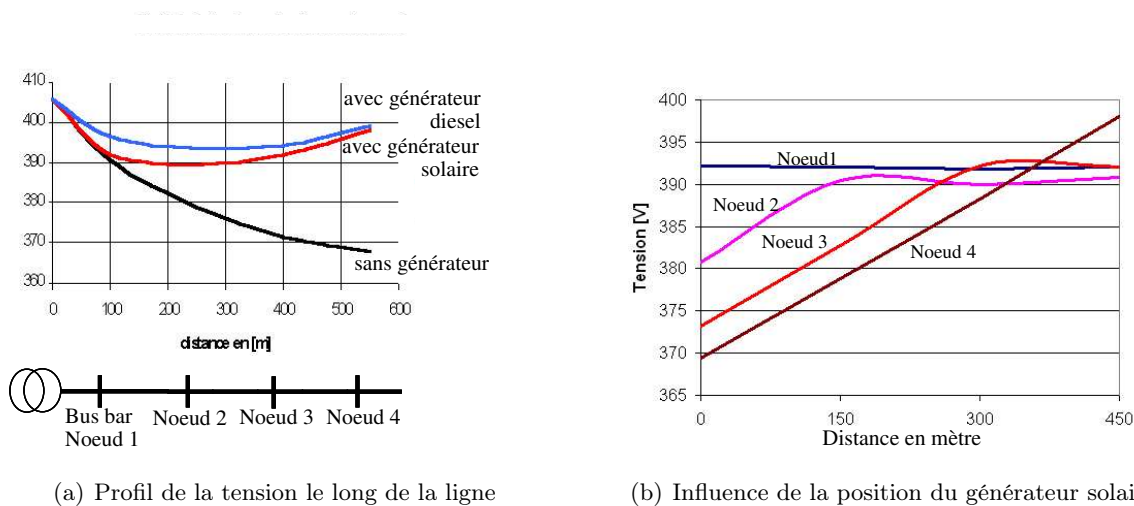 410
400
390
380
370
360
0
100
200
300
400
500
600
avec générateur
diesel
avec générateur
solaire
sans générateur
distance en [m]
Bus bar
Noeud 1
Noeud 2
Noeud 3
Noeud 4
(a) Profil de la tension le long de la ligne
400
395
390
385
380
375
370
365
Tension [V]
0
150
300
450
Noeud1
Noeud 2
Noeud 3
Noeud 4
Distance en mètre
(b) Influence de la position du générateur solai